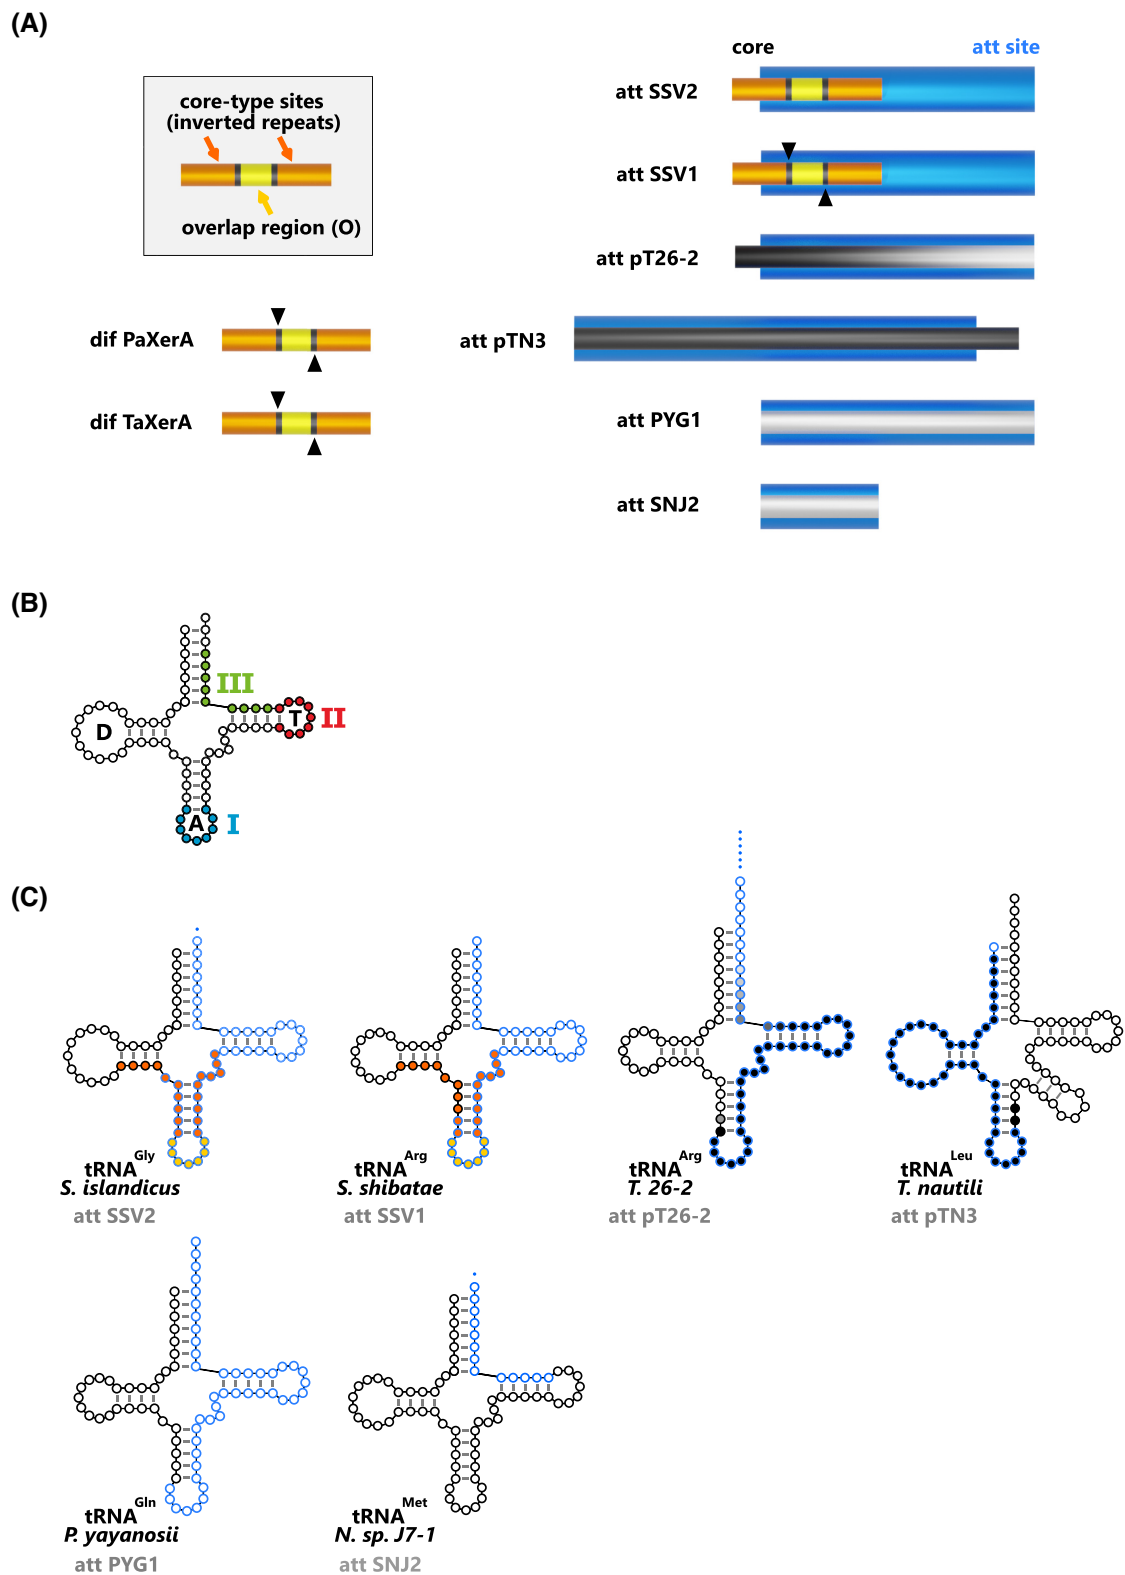 (A)
core-type sites
(inverted repeats)
overlap region (O)
dif PaXerA
dif TaXerA
core
att site
att SSV2
att SSV1
att pT26-2
att pTN3
att PYG1
att SNJ2
(B)
D
T
A
III
II
I
(C)
tRNA Gly
S. islandicus
att SSV2
tRNA Arg
S. shibatae
att SSV1
tRNA Arg
T. 26-2
att pT26-2
tRNA Leu
T. nautili
att pTN3
tRNA Gln
P. yayanosii
att PYG1
tRNA Met
N. sp. J7-1
att SNJ2